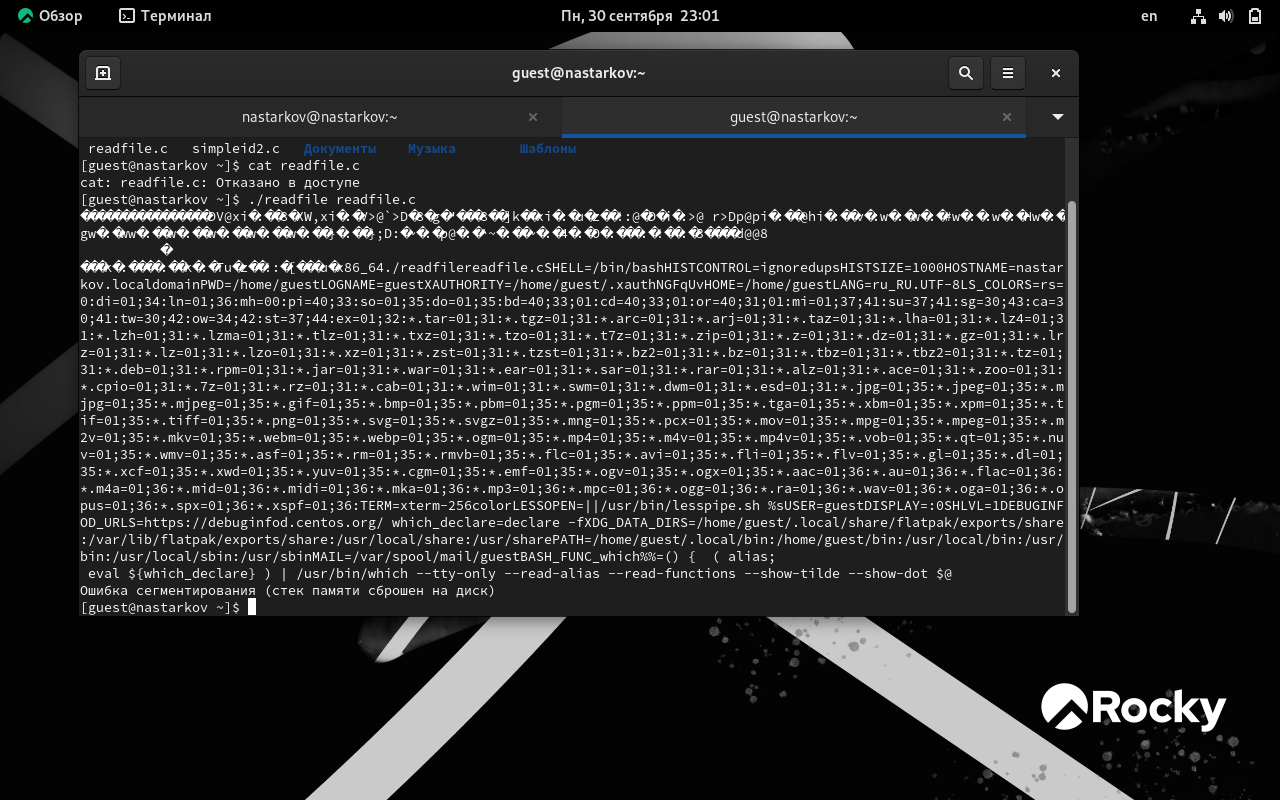 Обзор Терминал Пн, 30 сентября 23:01 en
guest@nastarkov:~
nastarkov@nastarkov:~ guest@nastarkov:~
readfile.c simpleid2.c Документы Музыка Шаблоны
[guest@nastarkov ~]$ cat readfile.c
cat: readfile.c: Отказано в доступе
[guest@nastarkov ~]$ ./readfile readfile.c
x86_64./readfilereadfile.cSHELL=/bin/bashHISTCONTROL=ignoredupsHISTSIZE=1000HOSTNAME=nastar
kov.localdomainPWD=/home/guestLOGNAME=guestXAUTHORITY=/home/guest/.xauthNGFqUvHOME=/home/guestLANG=ru_RU.UTF-8LS_COLORS=rs=
0:di=01;34:ln=01;36:mh=00:pi=40;33:so=01;35:do=01;35:bd=40;33;01:cd=40;33;01:or=40;31;01:mi=01;37;41:su=37;41:sg=30;43:ca=3
0;41:tw=30;42:ow=34;42:st=37;44:ex=01;32:*.tar=01;31:*.tgz=01;31:*.arc=01;31:*.arj=01;31:*.taz=01;31:*.lha=01;31:*.lz4=01;3
1:*.lzh=01;31:*.lzma=01;31:*.tlz=01;31:*.txz=01;31:*.tzo=01;31:*.t7z=01;31:*.zip=01;31:*.z=01;31:*.dz=01;31:*.gz=01;31:*.lr
z=01;31:*.lz=01;31:*.lzo=01;31:*.xz=01;31:*.zst=01;31:*.tzst=01;31:*.bz2=01;31:*.bz=01;31:*.tbz=01;31:*.tbz2=01;31:*.tz=01;
31:*.deb=01;31:*.rpm=01;31:*.jar=01;31:*.war=01;31:*.ear=01;31:*.sar=01;31:*.rar=01;31:*.alz=01;31:*.ace=01;31:*.zoo=01;31:
*.cpio=01;31:*.7z=01;31:*.rz=01;31:*.cab=01;31:*.wim=01;31:*.swm=01;31:*.dwm=01;31:*.esd=01;31:*.jpg=01;35:*.jpeg=01;35:*.m
jpg=01;35:*.mjpeg=01;35:*.gif=01;35:*.bmp=01;35:*.pbm=01;35:*.pgm=01;35:*.ppm=01;35:*.tga=01;35:*.xbm=01;35:*.xpm=01;35:*.t
if=01;35:*.tiff=01;35:*.png=01;35:*.svg=01;35:*.svgz=01;35:*.mng=01;35:*.pcx=01;35:*.mov=01;35:*.mpg=01;35:*.mpeg=01;35:*.m
2v=01;35:*.mkv=01;35:*.webm=01;35:*.webp=01;35:*.ogm=01;35:*.mp4=01;35:*.m4v=01;35:*.mp4v=01;35:*.vob=01;35:*.qt=01;35:*.nu
v=01;35:*.wmv=01;35:*.asf=01;35:*.rm=01;35:*.rmvb=01;35:*.flc=01;35:*.avi=01;35:*.fli=01;35:*.flv=01;35:*.gl=01;35:*.dl=01;
35:*.xcf=01;35:*.xwd=01;35:*.yuv=01;35:*.cgm=01;35:*.emf=01;35:*.ogv=01;35:*.ogx=01;35:*.aac=01;36:*.au=01;36:*.flac=01;36:
*.m4a=01;36:*.mid=01;36:*.midi=01;36:*.mka=01;36:*.mp3=01;36:*.mpc=01;36:*.ogg=01;36:*.ra=01;36:*.wav=01;36:*.oga=01;36:*.o
pus=01;36:*.spx=01;36:*.xspf=01;36:TERM=xterm-256colorLESSOPEN=||/usr/bin/lesspipe.sh %sUSER=guestDISPLAY=:0SHLVL=1DEBUGINF
OD_URLS=https://debuginfod.centos.org/ which_declare=declare -fXDG_DATA_DIRS=/home/guest/.local/share/flatpak/exports/share
:/var/lib/flatpak/exports/share:/usr/local/share:/usr/sharePATH=/home/guest/.local/bin:/home/guest/bin:/usr/local/bin:/usr/
bin:/usr/local/sbin:/usr/sbinMAIL=/var/spool/mail/guestBASH_FUNC_which%%=() { ( alias;
eval ${which_declare} ) | /usr/bin/which --tty-only --read-alias --read-functions --show-tilde --show-dot $@
Ошибка сегментирования (стек памяти сброшен на диск)
[guest@nastarkov ~]$
Rocky